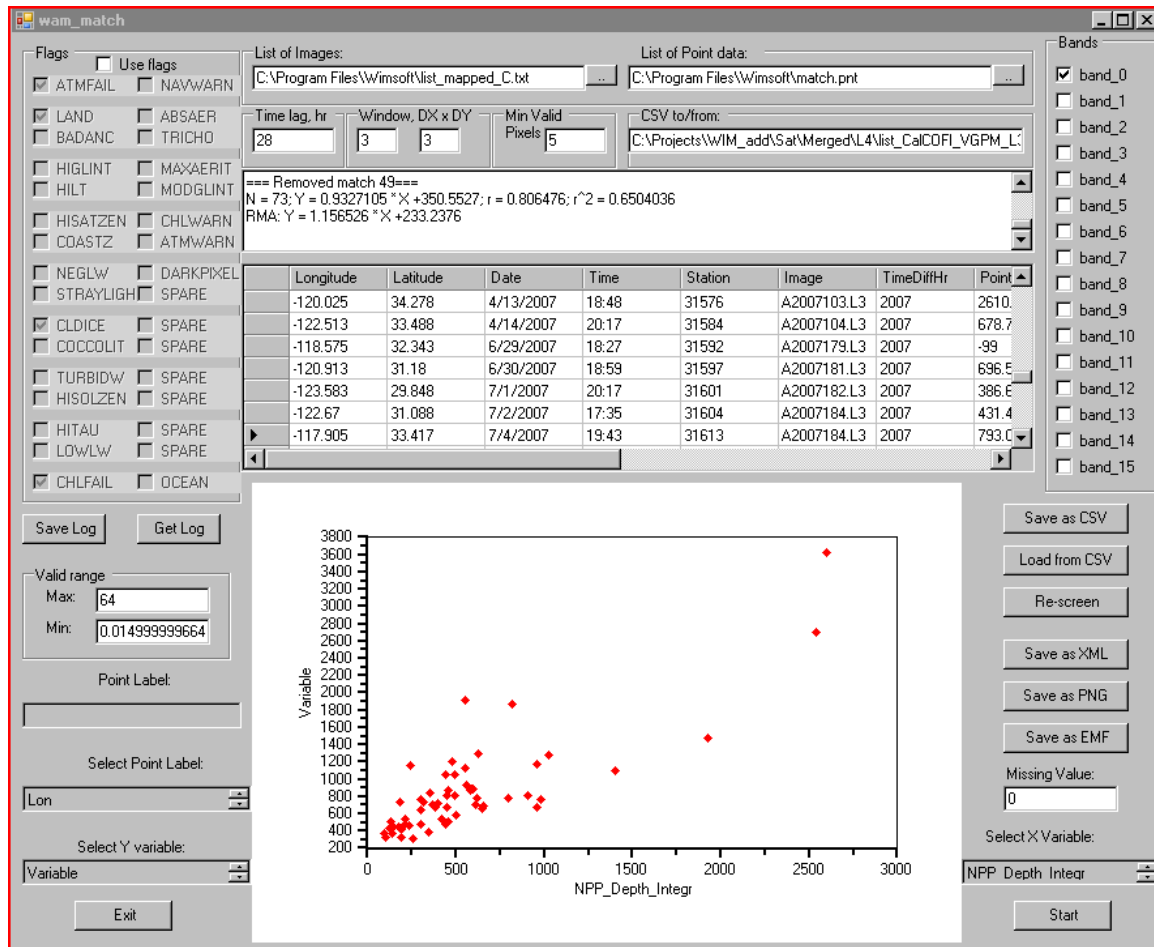 wam_match
Flags
Use flags
ATMFAIL NAVWARN
LAND ABSAER
BADANC TRICHO
HIGLINT MAXAERIT
HILT MODGLINT
HISATZEN CHLWARN
COASTZ ATMWARN
NEGLW DARKPIXEL
STRAYLIGH SPARE
CLDICE SPARE
COCCOLIT SPARE
TURBIDW SPARE
HISOLZEN SPARE
HITAU SPARE
LOWLW SPARE
CHLFAIL OCEAN
Save Log Get Log
Valid range
Max: 64
Min: 0.014999999664
Point Label:
Select Point Label:
Lon
Select Y variable:
Variable
Exit
List of Images: List of Point data:
C:\Program Files\Wimsoft\list_mapped_C.txt .. C:\Program Files\Wimsoft\match.pnt ..
Time lag, hr Window, DX x DY Min Valid Pixels CSV to/from:
28 3 3 5 C:\Projects\WIM_add\Sat\Merged\L4\list_CalCOFI_VGPM_L3
=== Removed match 49===
N = 73; Y = 0.9327105 * X +350.5527; r = 0.806476; r^2 = 0.6504036
RMA: Y = 1.156526 * X +233.2376
Longitude Latitude Date Time Station Image TimeDiffHr Point
-120.025 34.278 4/13/2007 18:48 31576 A2007103.L3 2007 2610.
-122.513 33.488 4/14/2007 20:17 31584 A2007104.L3 2007 678.7
-118.575 32.343 6/29/2007 18:27 31592 A2007179.L3 2007 -99
-120.913 31.18 6/30/2007 18:59 31597 A2007181.L3 2007 696.5
-123.583 29.848 7/1/2007 20:17 31601 A2007182.L3 2007 386.6
-122.67 31.088 7/2/2007 17:35 31604 A2007184.L3 2007 431.4
-117.905 33.417 7/4/2007 19:43 31613 A2007184.L3 2007 793.0
3800
3600
3400
3200
3000
2800
2600
2400
2200
2000
1800
1600
1400
1200
1000
800
600
400
200
Variable
0 500 1000 1500 2000 2500 3000
NPP_Depth_Integr
Bands
band_0
band_1
band_2
band_3
band_4
band_5
band_6
band_7
band_8
band_9
band_10
band_11
band_12
band_13
band_14
band_15
Save as CSV
Load from CSV
Re-screen
Save as XML
Save as PNG
Save as EMF
Missing Value:
0
Select X Variable:
NPP_Depth_Integr
Start